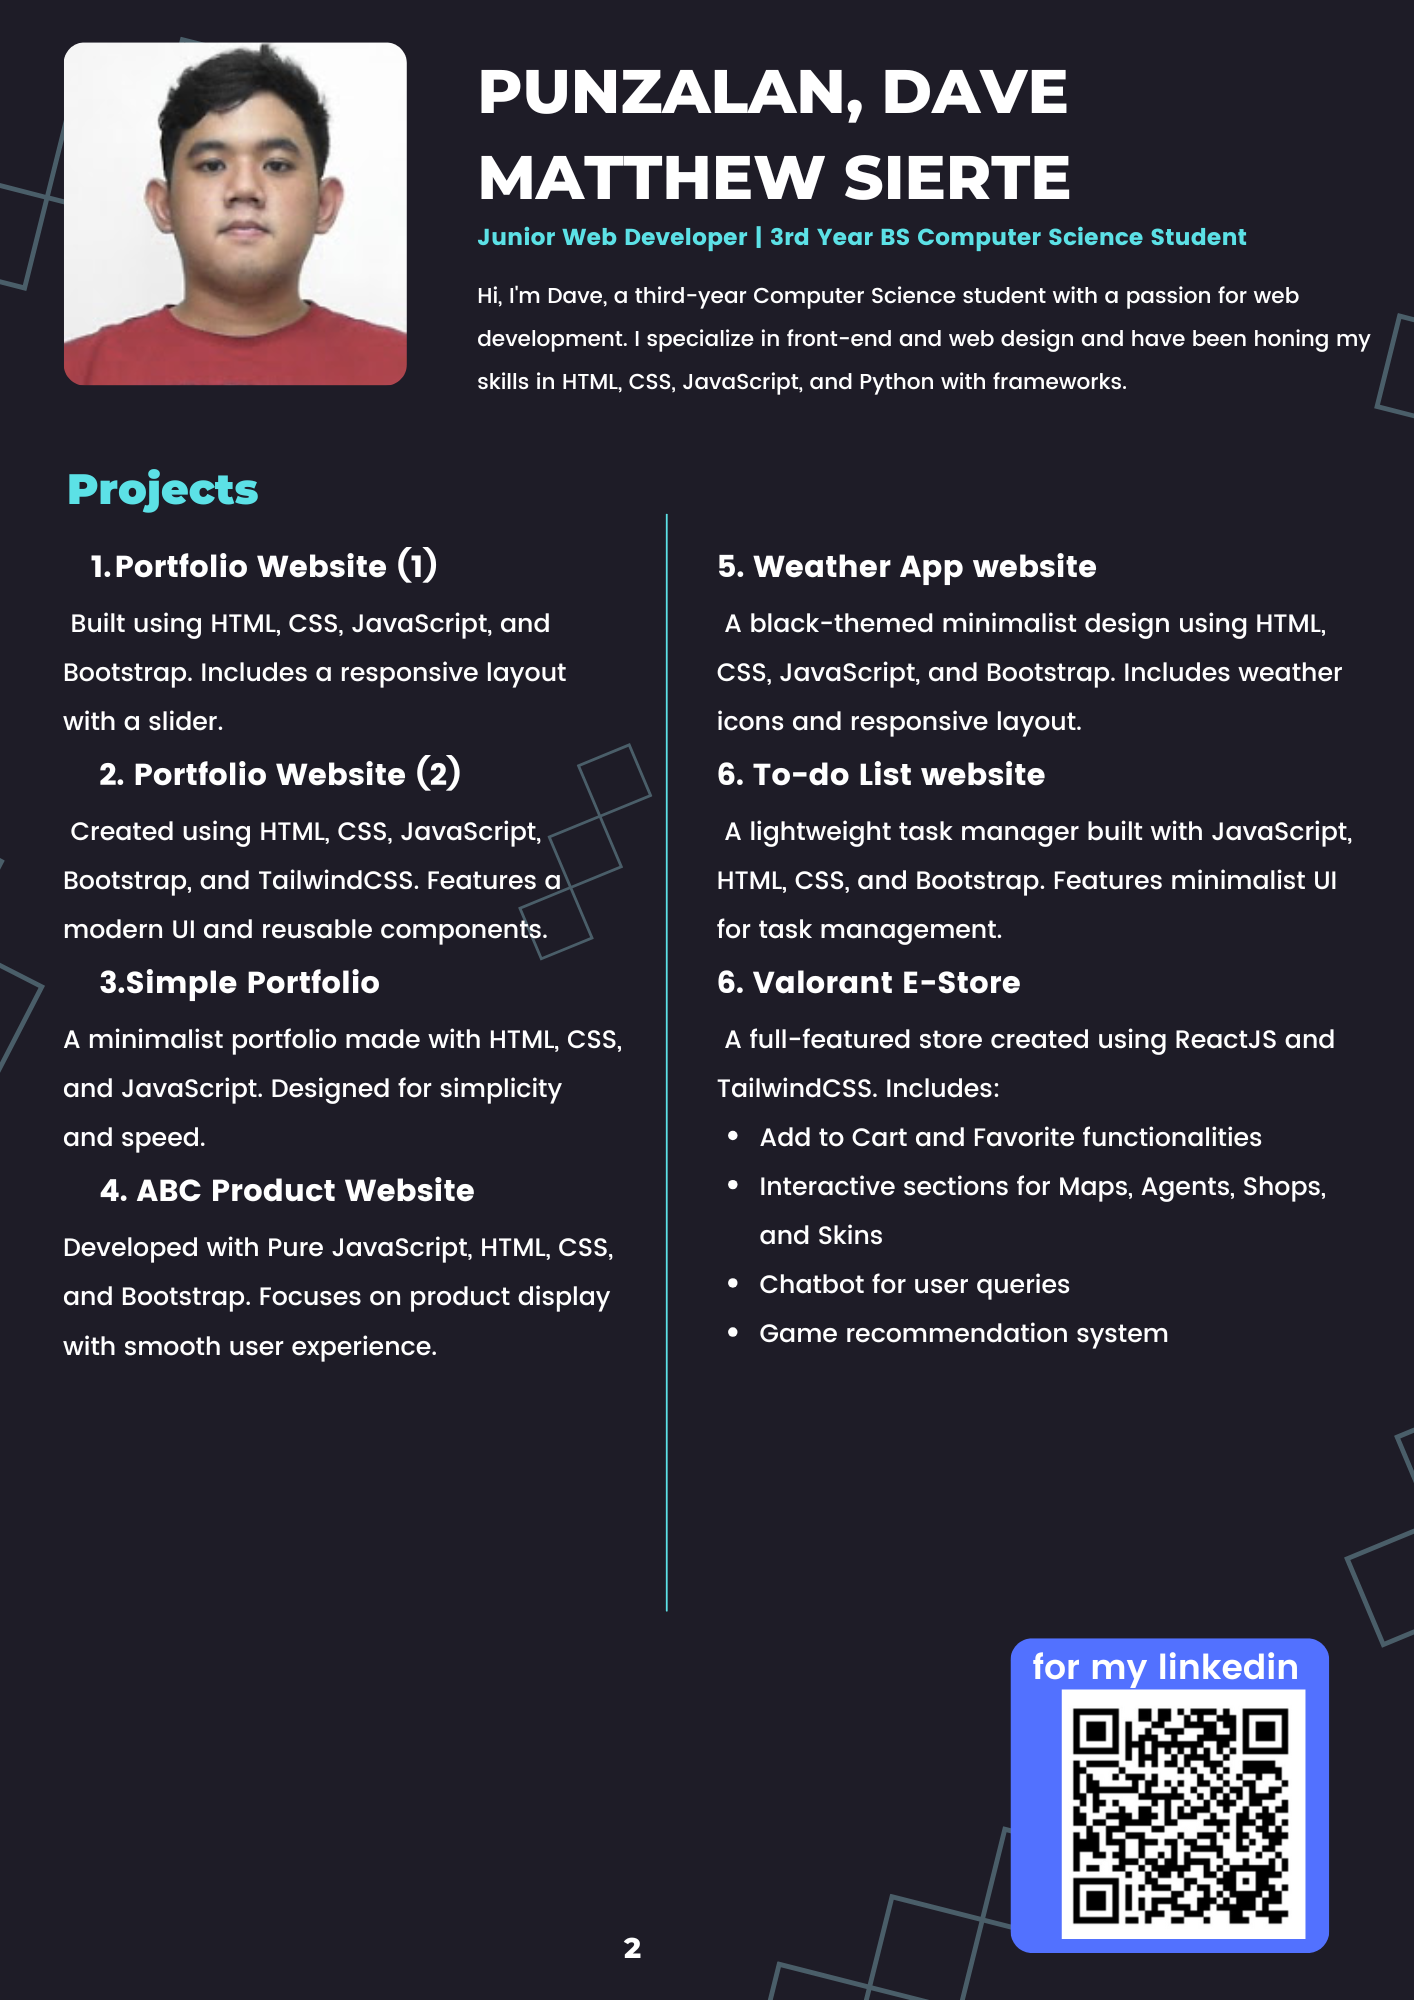 PUNZALAN, DAVE
MATTHEW SIERTE
Junior Web Developer | 3rd Year BS Computer Science Student
Hi, I'm Dave, a third-year Computer Science student with a passion for web
development. I specialize in front-end and web design and have been honing my
skills in HTML, CSS, JavaScript, and Python with frameworks.
Projects
1. Portfolio Website (1)
Built using HTML, CSS, JavaScript, and
Bootstrap. Includes a responsive layout
with a slider.
2. Portfolio Website (2)
Created using HTML, CSS, JavaScript,
Bootstrap, and TailwindCSS. Features a
modern UI and reusable components.
3.Simple Portfolio
A minimalist portfolio made with HTML, CSS,
and JavaScript. Designed for simplicity
and speed.
4. ABC Product Website
Developed with Pure JavaScript, HTML, CSS,
and Bootstrap. Focuses on product display
with smooth user experience.
5. Weather App website
A black-themed minimalist design using HTML,
CSS, JavaScript, and Bootstrap. Includes weather
icons and responsive layout.
6. To-do List website
A lightweight task manager built with JavaScript,
HTML, CSS, and Bootstrap. Features minimalist UI
for task management.
6. Valorant E-Store
A full-featured store created using ReactJS and
TailwindCSS. Includes:
• Add to Cart and Favorite functionalities
• Interactive sections for Maps, Agents, Shops,
and Skins
• Chatbot for user queries
• Game recommendation system
for my linkedin
2